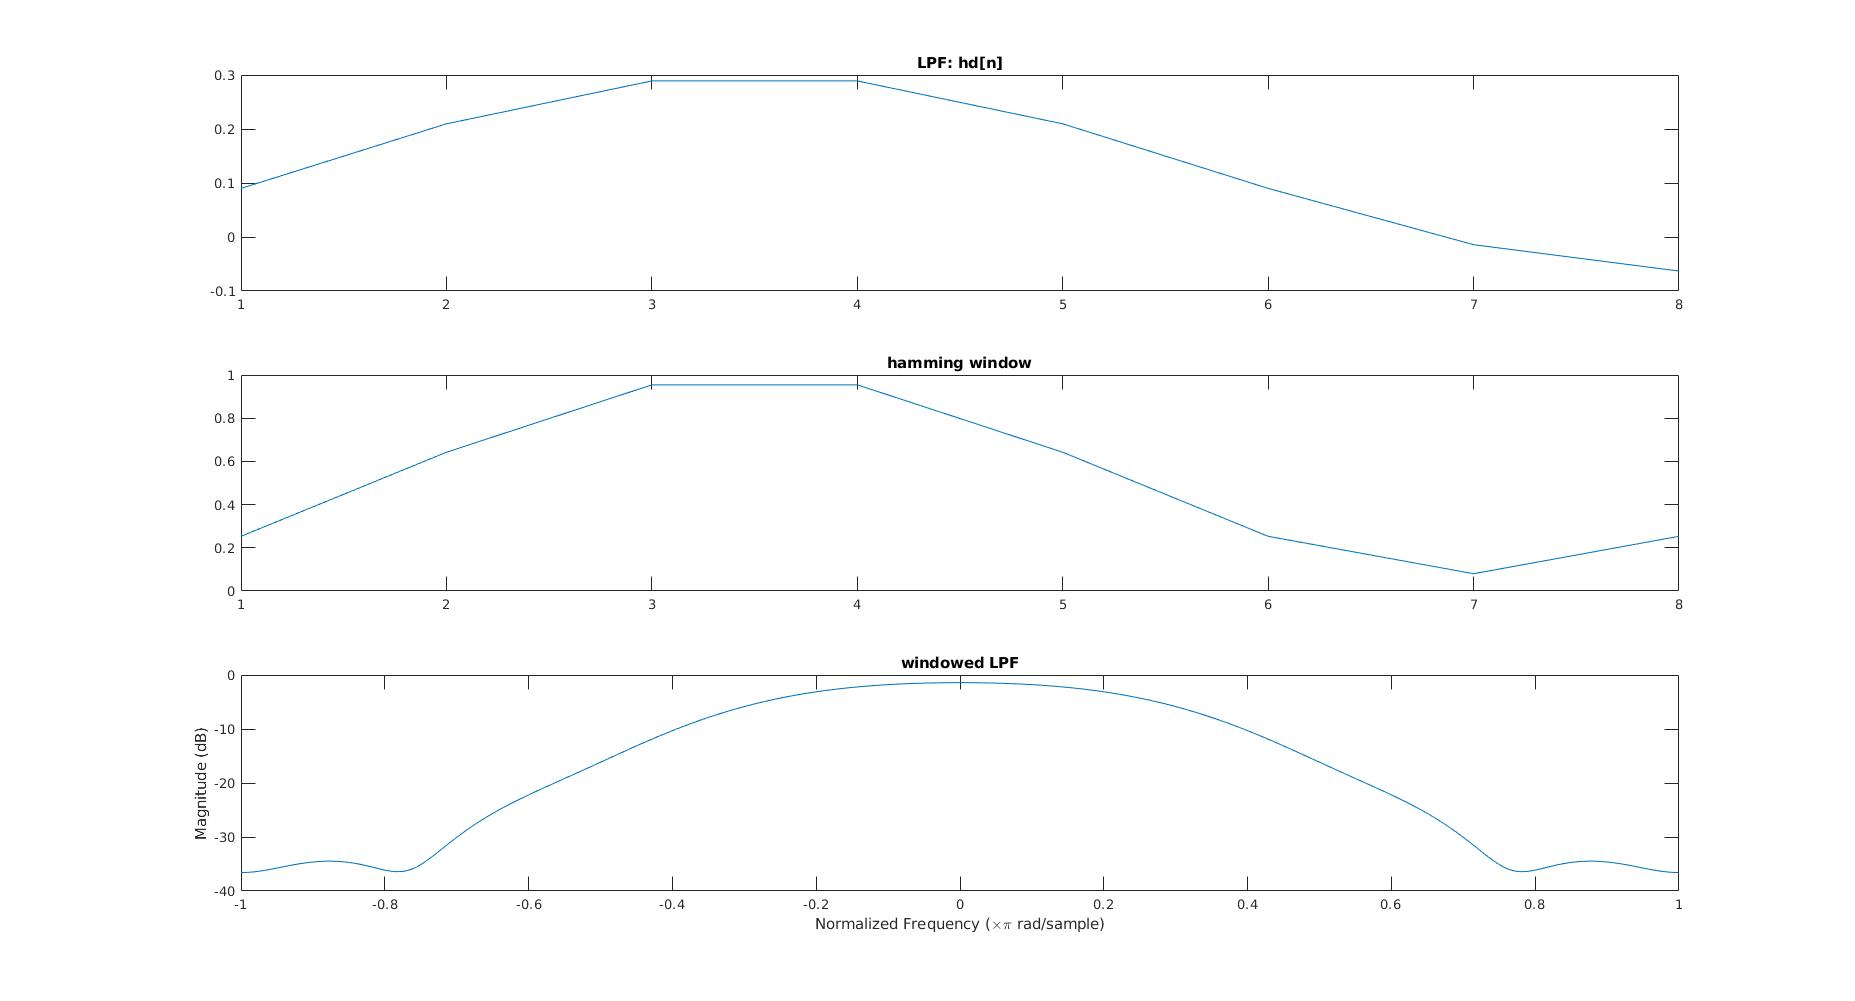 LPF: hd[n]
0.3
0.2
0.1
0
-0.1
1 2 3 4 5 6 7 8
hamming window
1
0.8
0.6
0.4
0.2
0
1 2 3 4 5 6 7 8
windowed LPF
0
-10
-20
-30
-40
Magnitude (dB)
-1 -0.8 -0.6 -0.4 -0.2 0 0.2 0.4 0.6 0.8 1
Normalized Frequency (×π rad/sample)